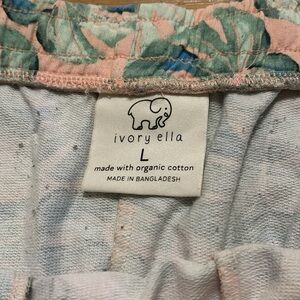 ivory ella
L
made with organic cotton
MADE IN BANGLADESH